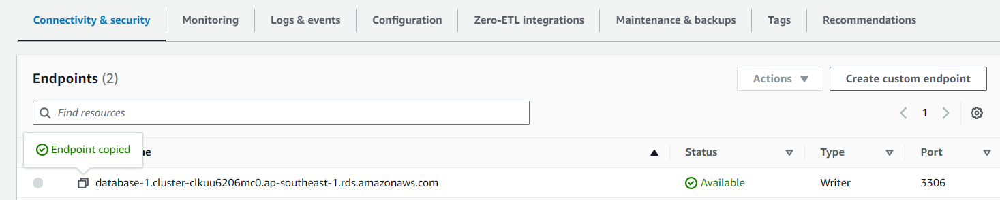 Connectivity & security Monitoring Logs & events Configuration Zero-ETL integrations Maintenance & backups Tags Recommendations
Endpoints (2) Actions Create custom endpoint
Find resources 1
Endpoint copied
Status Type Port
database-1.cluster-clkuu6206mc0.ap-southeast-1.rds.amazonaws.com Available Writer 3306